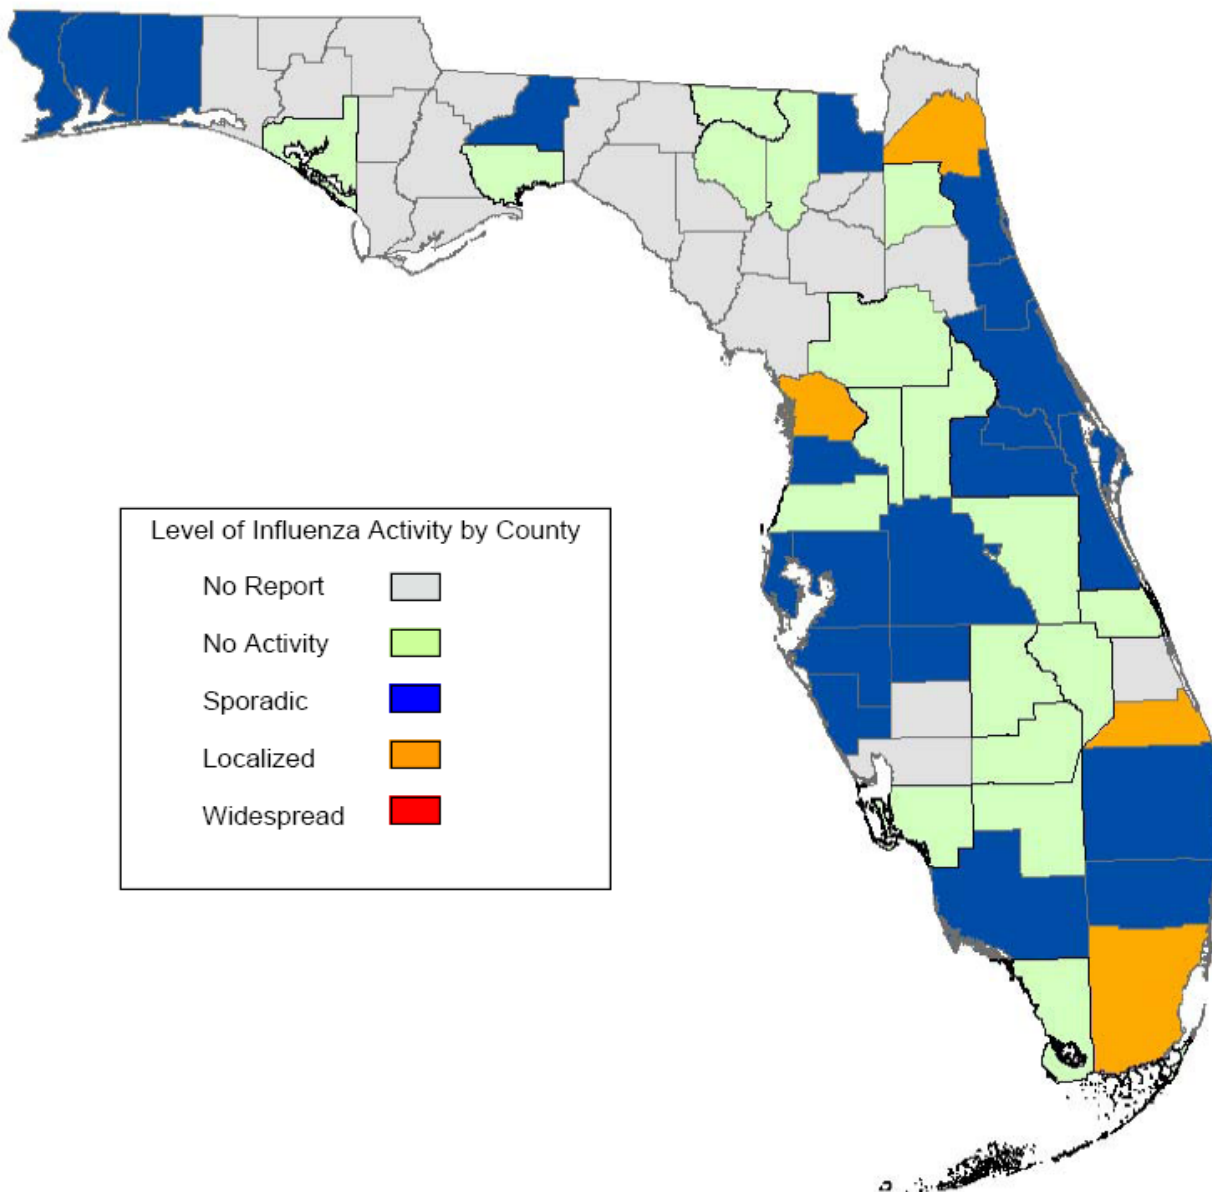 Level of Influenza Activity by County
No Report
No Activity
Sporadic
Localized
Widespread